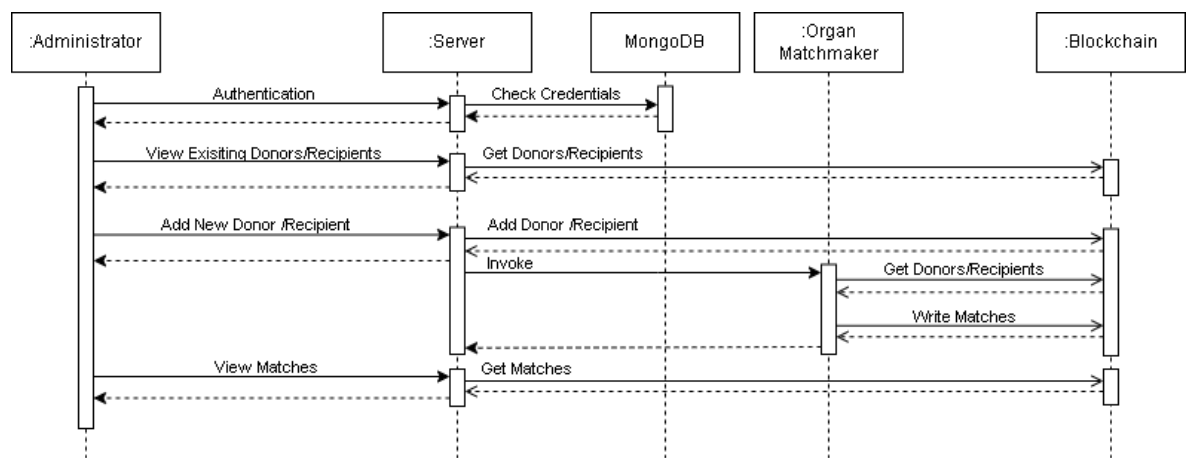 :Administrator
:Server
MongoDB
:Organ
Matchmaker
:Blockchain
Authentication
Check Credentials
View Exisiting Donors/Recipients
Get Donors/Recipients
Add New Donor /Recipient
Add Donor /Recipient
Invoke
Get Donors/Recipients
Write Matches
View Matches
Get Matches